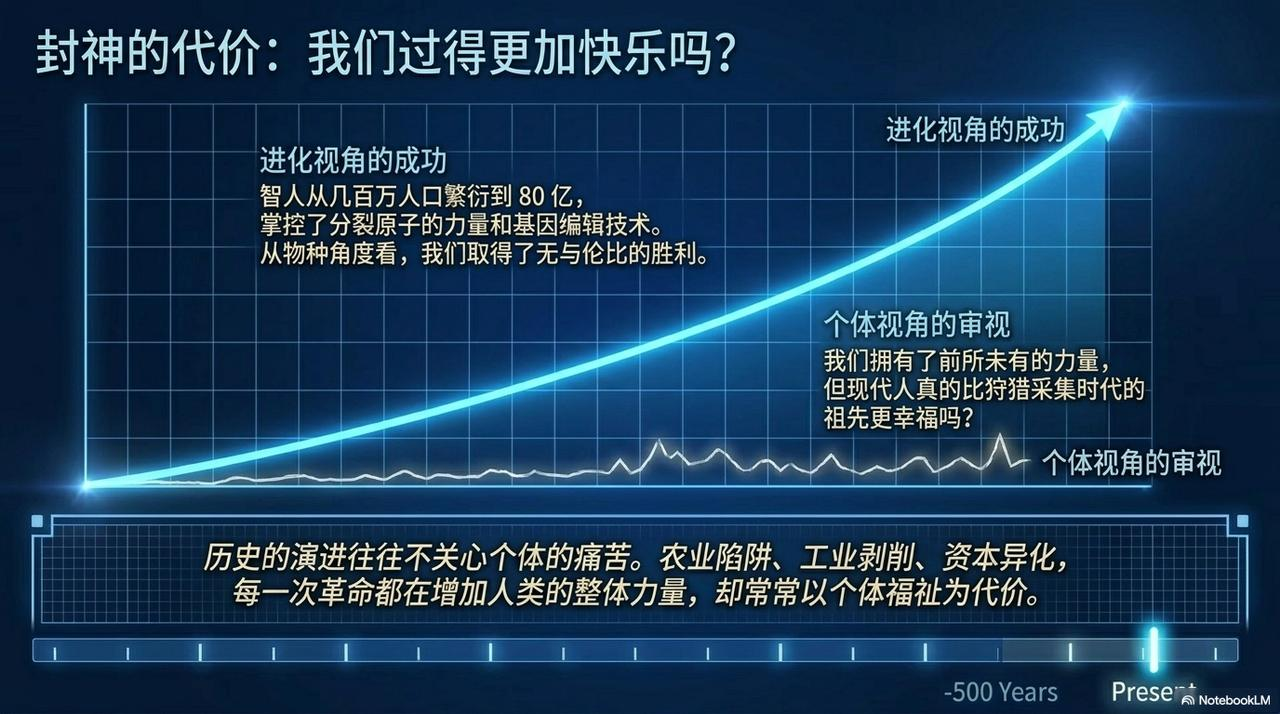 封神的代价：我们过得更加快乐吗？
进化视角的成功
进化视角的成功
智人从几百万人口繁衍到 80 亿，
掌控了分裂原子的力量和基因编辑技术。
从物种角度看，我们取得了无与伦比的胜利。
个体视角的审视
我们拥有了前所未有的力量，
但现代人真的比狩猎采集时代的
祖先更幸福吗？
个体视角的审视
历史的演进往往不关心个体的痛苦。农业陷阱、工业剥削、资本异化，
每一次革命都在增加人类的整体力量，却常常以个体福祉为代价。
-500 Years
Present
NotebookLM